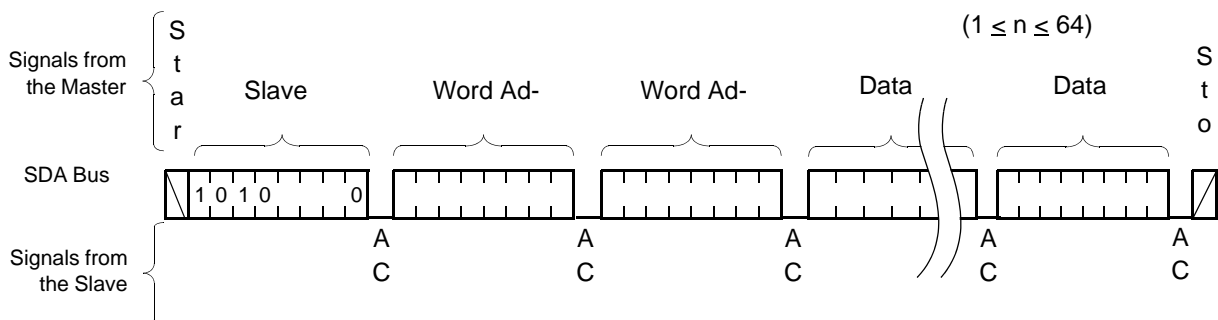 (1 ≤ n ≤ 64)
Signals from
the Master
S
t
a
r
Slave
Word Ad-
Word Ad-
Data
Data
S
t
o
SDA Bus
1 0 1 0 0
A
C
A
C
A
C
A
C
A
C
Signals from
the Slave